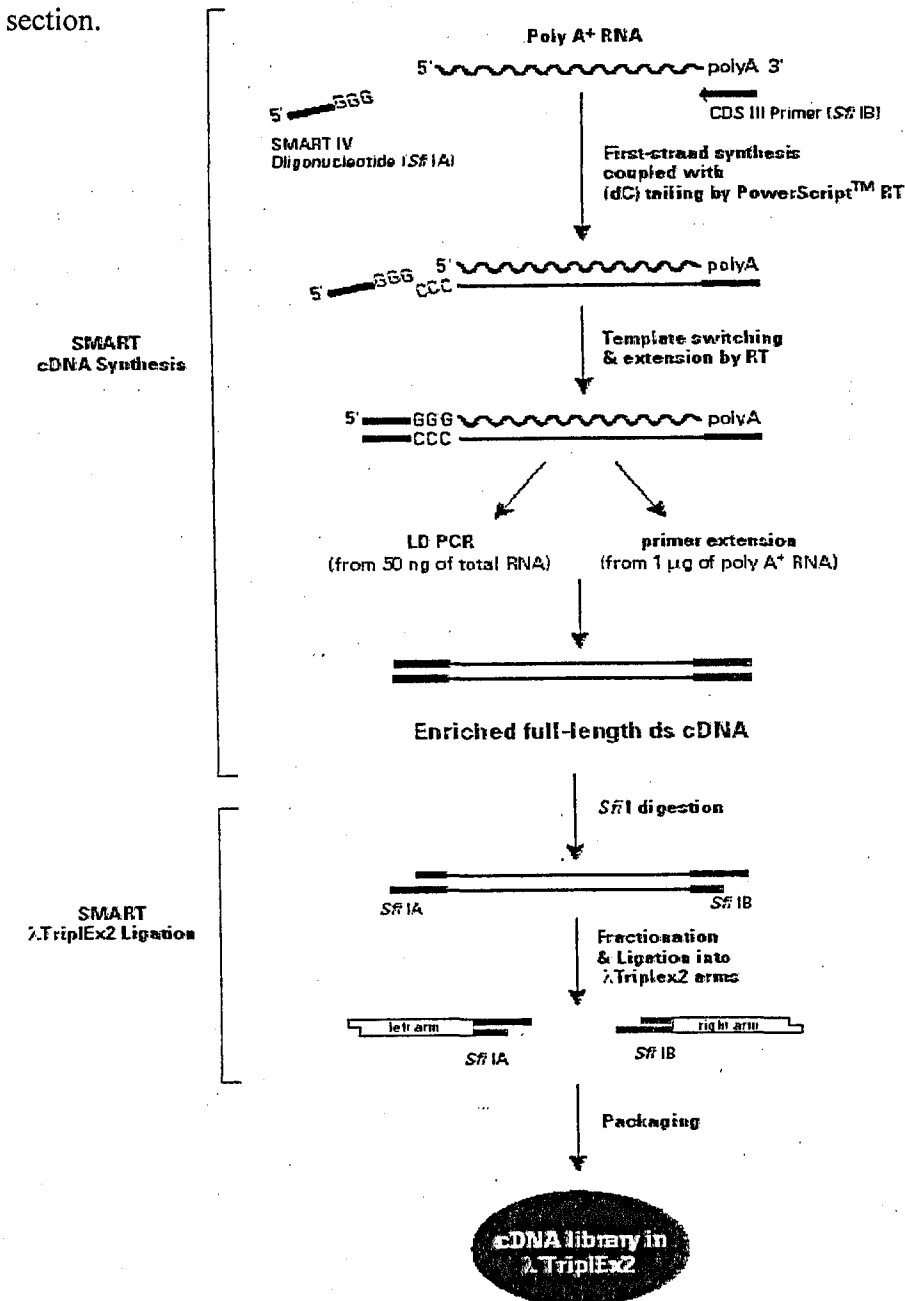 section.
Poly A+ RNA
5' polyA 3'
5' GGG
CDS III Primer (Sfi IB)
SMART IV
Oligonucleotide (Sfi IA)
First-strand synthesis
coupled with
(dC) tailing by PowerScript™ RT
5' polyA
5' GGG CCC
SMART
cDNA Synthesis
Template switching
& extension by RT
5' GGG polyA
CCC
LD PCR
(from 50 ng of total RNA)
primer extension
(from 1 µg of poly A+ RNA)
Enriched full-length ds cDNA
Sfi I digestion
Sfi IA
Sfi IB
SMART
λTriplEx2 Ligation
Fractionation
& Ligation into
λTriplex2 arms
left arm
right arm
Sfi IA
Sfi IB
Packaging
cDNA library in
λ TriplEx2